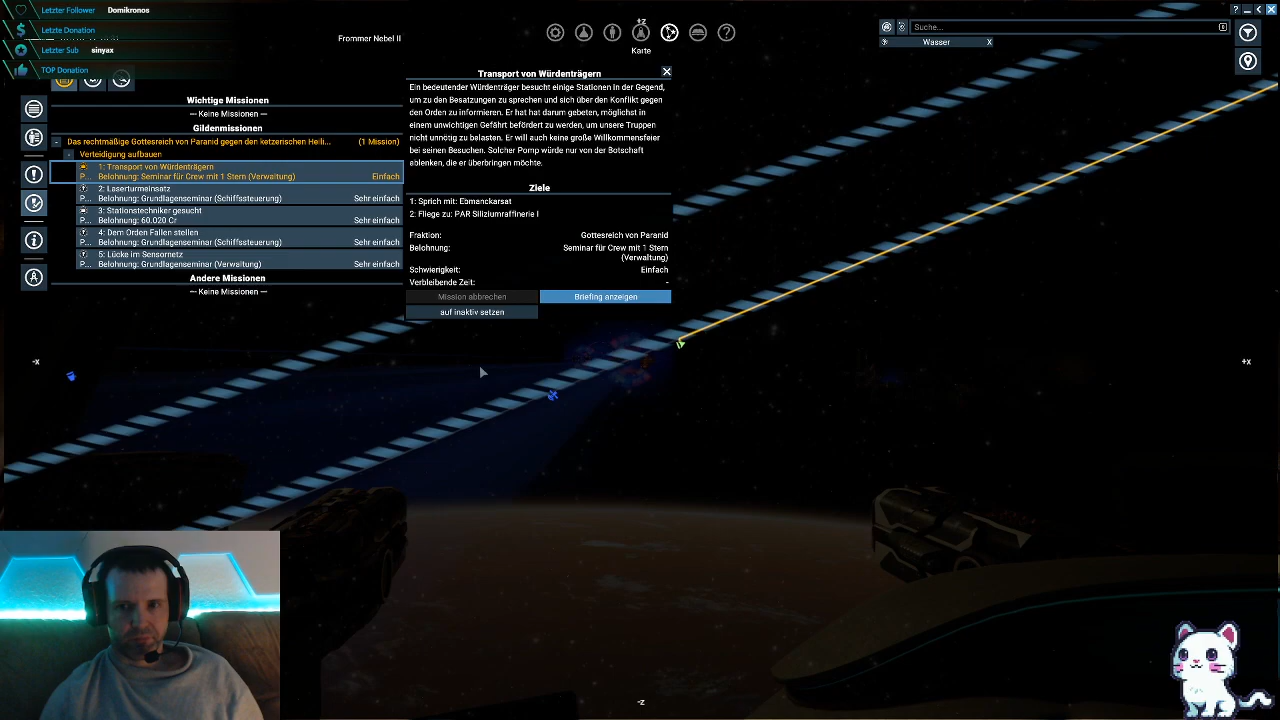 Letzter Follower Domikronos
Letzte Donation
Letzter Sub sinyax
TOP Donation
Frommer Nebel II
+Z
Karte
Suche...
Wasser X
Wichtige Missionen
--- Keine Missionen ---
Gildenmissionen
- Das rechtmäßige Gottesreich von Paranid gegen den ketzerischen Heili... (1 Mission)
- Verteidigung aufbauen
1: Transport von Würdenträgern
P... Belohnung: Seminar für Crew mit 1 Stern (Verwaltung) Einfach
2: Laserturmeinsatz
P... Belohnung: Grundlagenseminar (Schiffssteuerung) Sehr einfach
3: Stationstechniker gesucht
P... Belohnung: 60.020 Cr Sehr einfach
4: Dem Orden Fallen stellen
P... Belohnung: Grundlagenseminar (Schiffssteuerung) Sehr einfach
5: Lücke im Sensornetz
P... Belohnung: Grundlagenseminar (Verwaltung) Sehr einfach
Andere Missionen
--- Keine Missionen ---
Transport von Würdenträgern
Ein bedeutender Würdenträger besucht einige Stationen in der Gegend,
um zu den Besatzungen zu sprechen und sich über den Konflikt gegen
den Orden zu informieren. Er hat hat darum gebeten, möglichst in
einem unwichtigen Gefährt befördert zu werden, um unsere Truppen
nicht unnötig zu belasten. Er will auch keine große Willkommensfeier
bei seinen Besuchen. Solcher Pomp würde nur von der Botschaft
ablenken, die er überbringen möchte.
Ziele
1: Sprich mit: Ebmanckarsat
2: Fliege zu: PAR Siliziumraffinerie I
Fraktion: Gottesreich von Paranid
Belohnung: Seminar für Crew mit 1 Stern
(Verwaltung)
Schwierigkeit: Einfach
Verbleibende Zeit: -
Mission abbrechen Briefing anzeigen
auf inaktiv setzen
-x
+x
-z